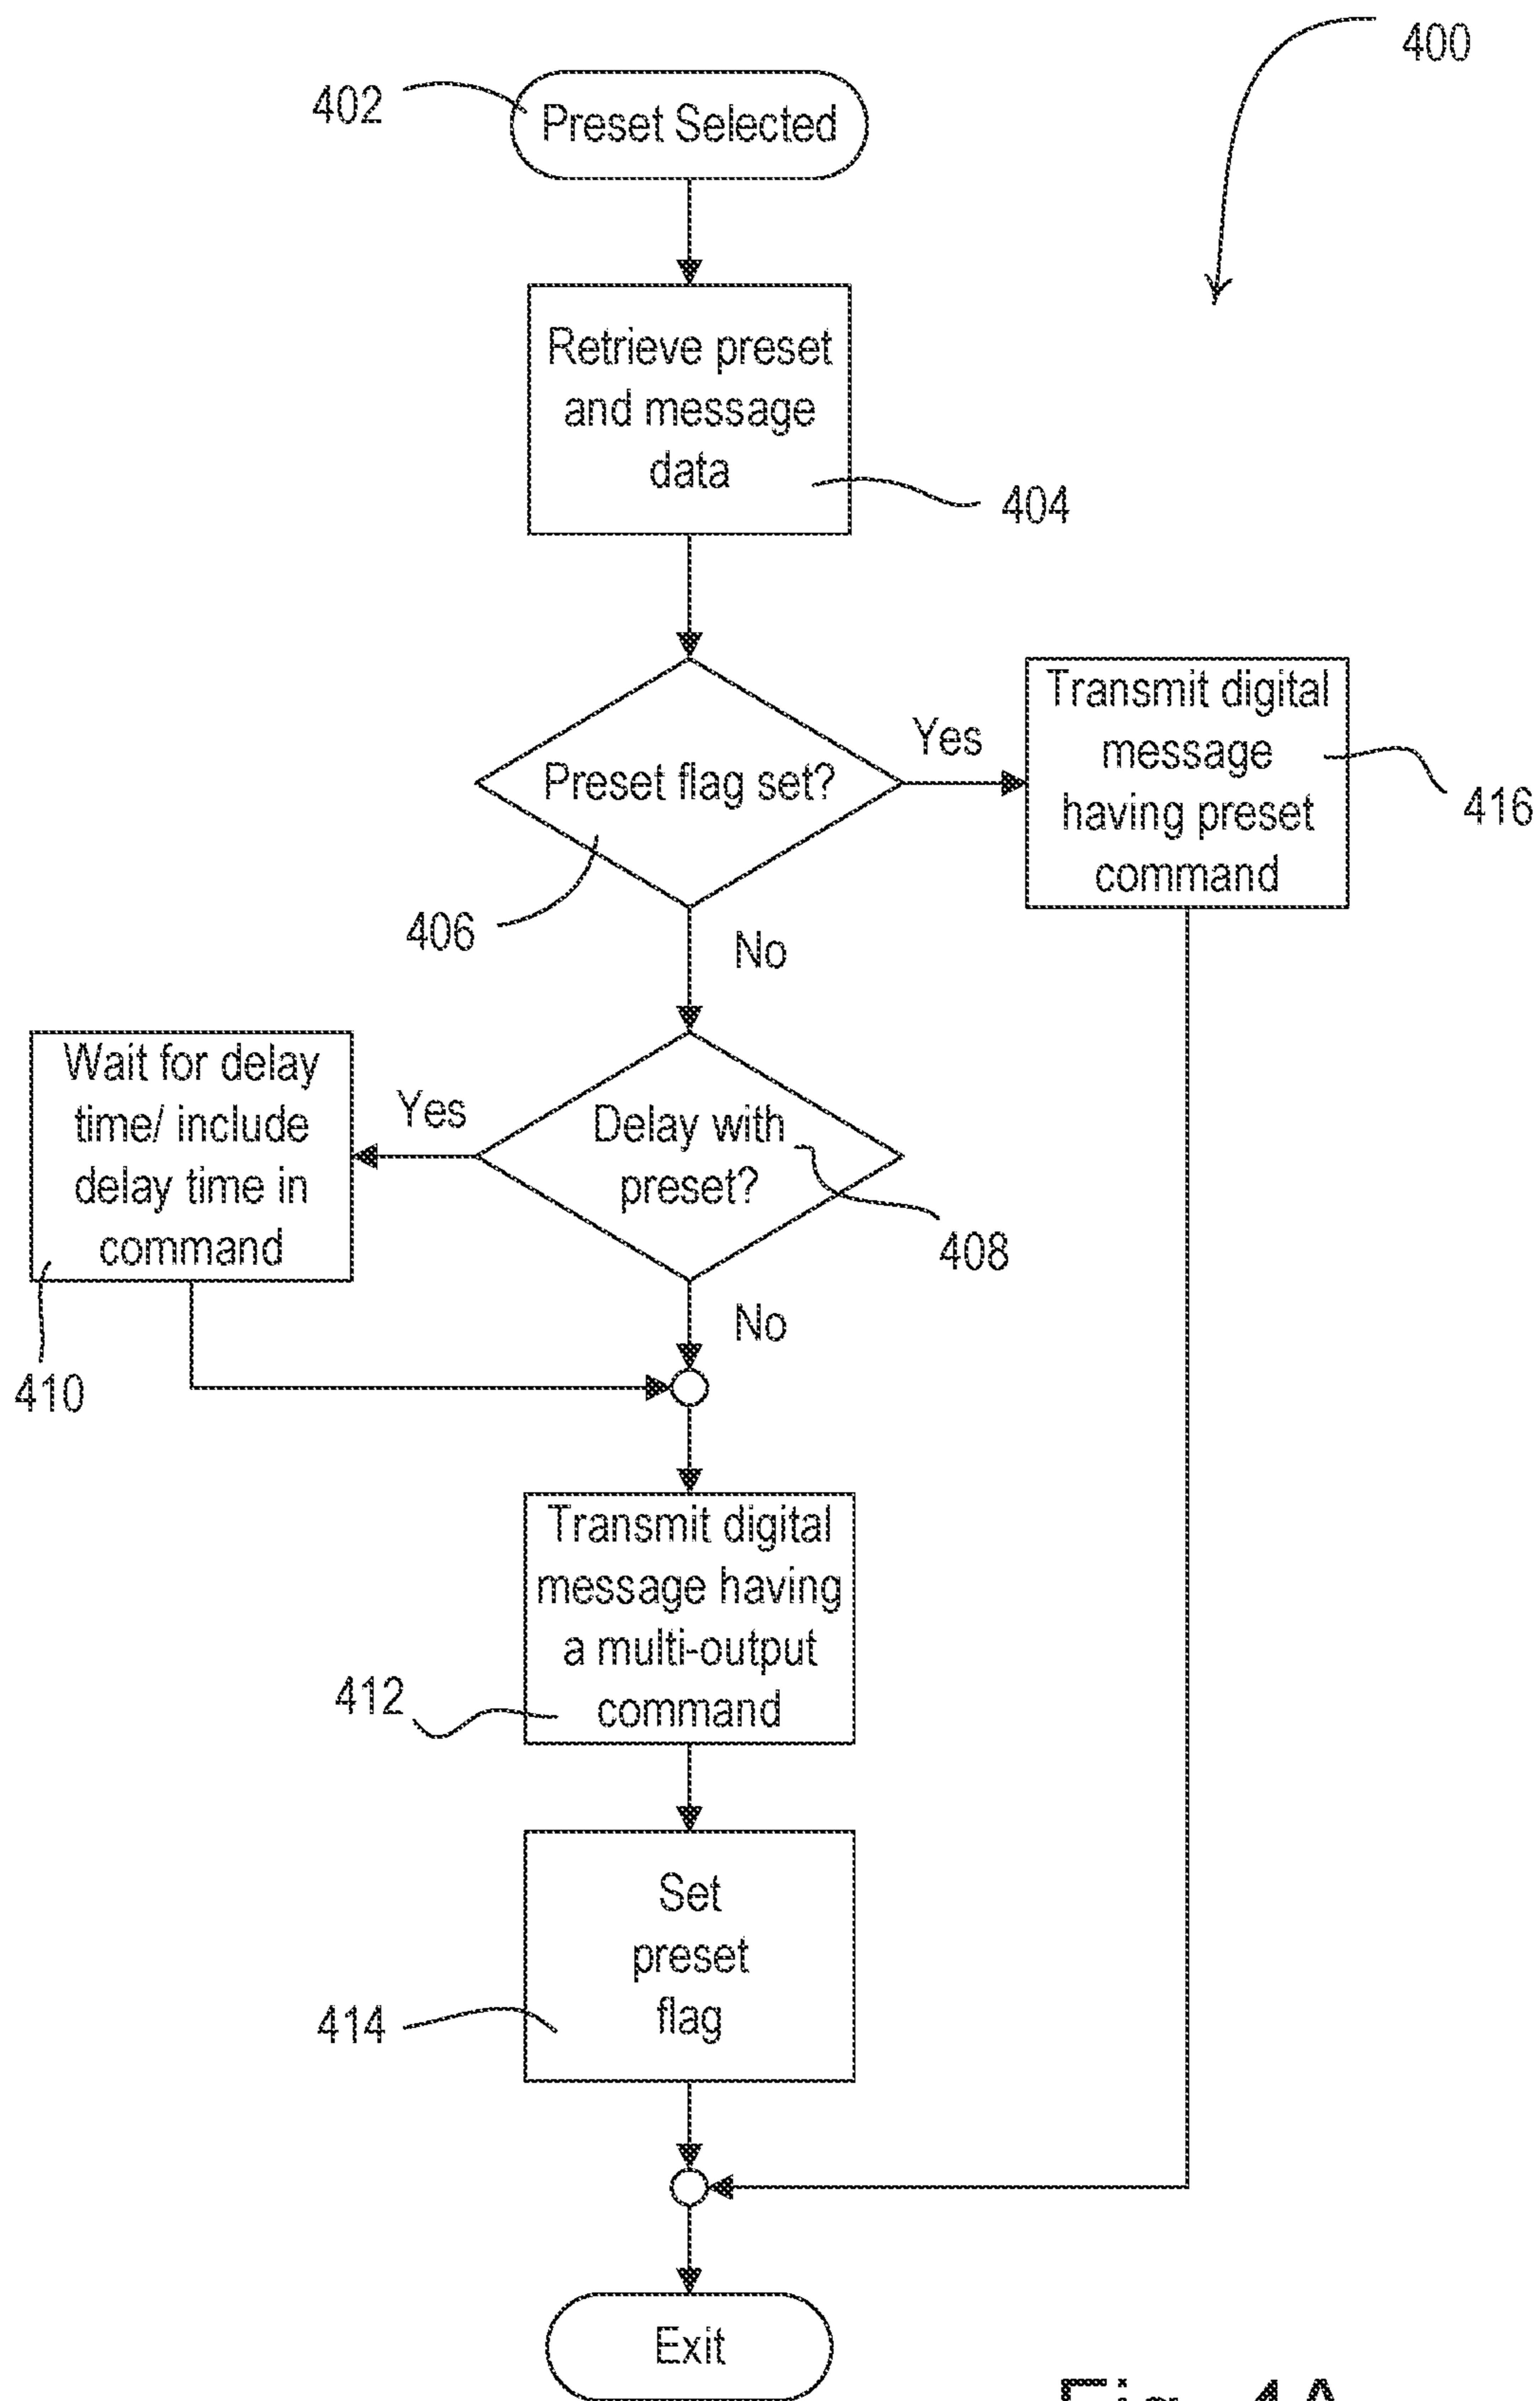 400
402
Preset Selected
Retrieve preset
and message
data
404
Preset flag set?
Yes
Transmit digital
message
having preset
command
416
406
No
Wait for delay
time/ include
delay time in
command
Yes
Delay with
preset?
408
410
No
Transmit digital
message having
a multi-output
command
412
Set
preset
flag
414
Exit
Fig. 4A